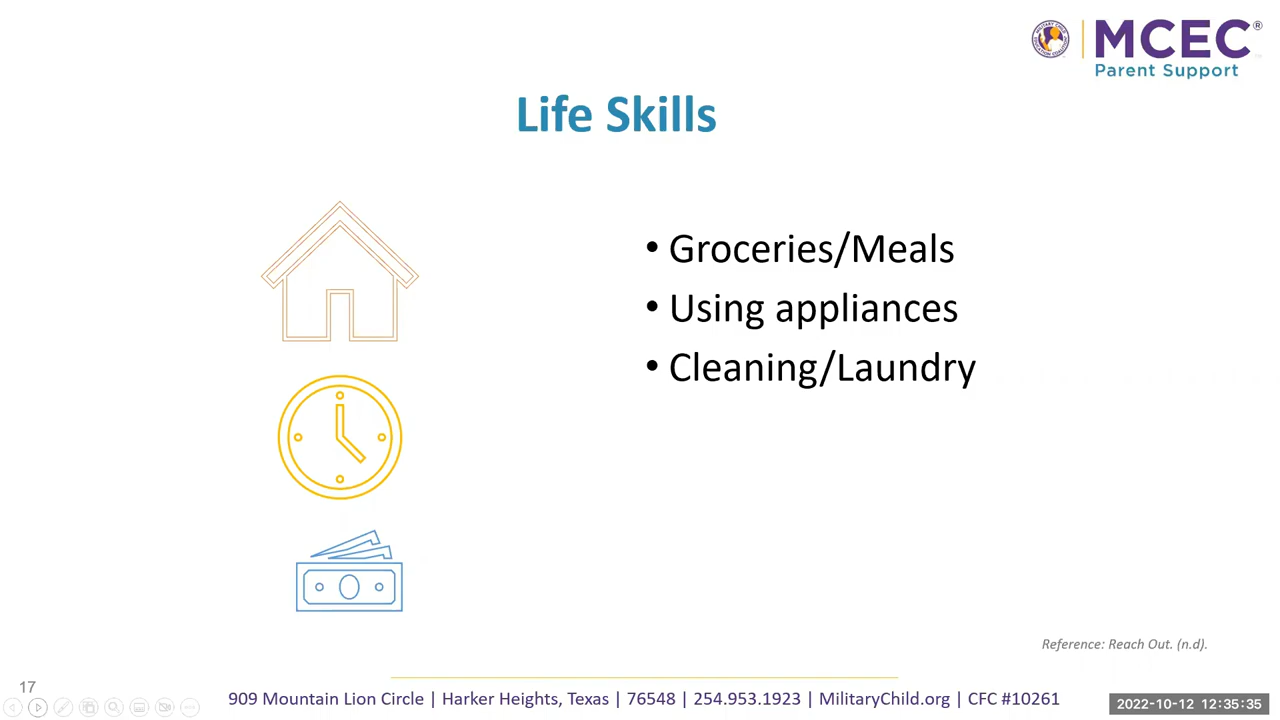 MCEC®
Parent Support
Life Skills
• Groceries/Meals
• Using appliances
• Cleaning/Laundry
Reference: Reach Out. (n.d).
17
909 Mountain Lion Circle | Harker Heights, Texas | 76548 | 254.953.1923 | MilitaryChild.org | CFC #10261
2022-10-12 12:35:35